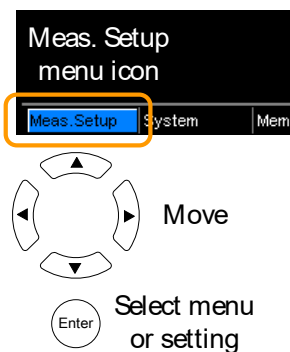 Meas. Setup
menu icon
Meas.Setup System Mem
Move
Enter
Select menu
or setting